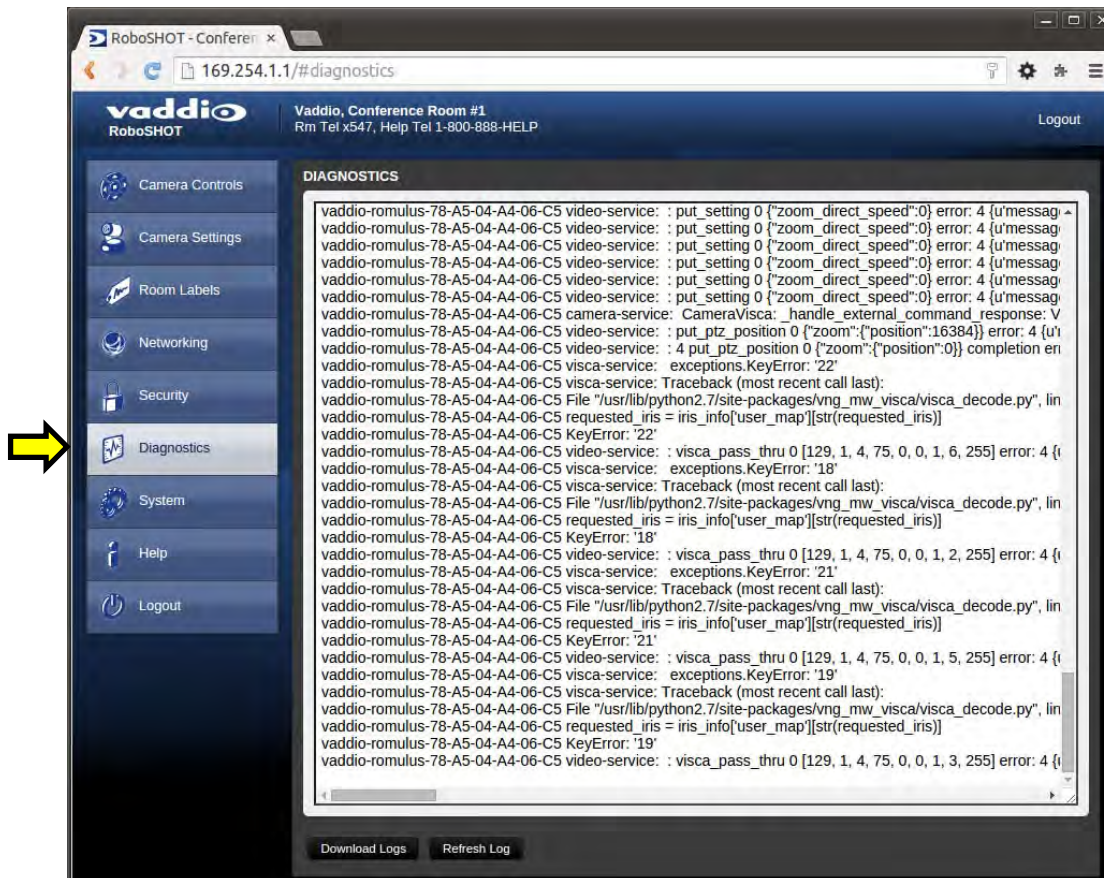 RoboSHOT - Conferen
169.254.1.1/#diagnostics
vaddio
RoboSHOT
Vaddio, Conference Room #1
Rm Tel x547, Help Tel 1-800-888-HELP
Logout
Camera Controls
Camera Settings
Room Labels
Networking
Security
Diagnostics
System
Help
Logout
DIAGNOSTICS
vaddio-romulus-78-A5-04-A4-06-C5 video-service: : put_setting 0 {"zoom_direct_speed":0} error: 4 {u'message
vaddio-romulus-78-A5-04-A4-06-C5 video-service: : put_setting 0 {"zoom_direct_speed":0} error: 4 {u'message
vaddio-romulus-78-A5-04-A4-06-C5 video-service: : put_setting 0 {"zoom_direct_speed":0} error: 4 {u'message
vaddio-romulus-78-A5-04-A4-06-C5 video-service: : put_setting 0 {"zoom_direct_speed":0} error: 4 {u'message
vaddio-romulus-78-A5-04-A4-06-C5 video-service: : put_setting 0 {"zoom_direct_speed":0} error: 4 {u'message
vaddio-romulus-78-A5-04-A4-06-C5 video-service: : put_setting 0 {"zoom_direct_speed":0} error: 4 {u'message
vaddio-romulus-78-A5-04-A4-06-C5 camera-service: CameraVisca: _handle_external_command_response: V
vaddio-romulus-78-A5-04-A4-06-C5 video-service: : put_ptz_position 0 {"zoom":{"position":16384}} error: 4 {u'
vaddio-romulus-78-A5-04-A4-06-C5 video-service: : 4 put_ptz_position 0 {"zoom":{"position":0}} completion err
vaddio-romulus-78-A5-04-A4-06-C5 visca-service: exceptions.KeyError: '22'
vaddio-romulus-78-A5-04-A4-06-C5 visca-service: Traceback (most recent call last):
vaddio-romulus-78-A5-04-A4-06-C5 File "/usr/lib/python2.7/site-packages/vng_mw_visca/visca_decode.py", lin
vaddio-romulus-78-A5-04-A4-06-C5 requested_iris = iris_info['user_map'][str(requested_iris)]
vaddio-romulus-78-A5-04-A4-06-C5 KeyError: '22'
vaddio-romulus-78-A5-04-A4-06-C5 video-service: : visca_pass_thru 0 [129, 1, 4, 75, 0, 0, 1, 6, 255] error: 4 {u
vaddio-romulus-78-A5-04-A4-06-C5 visca-service: exceptions.KeyError: '18'
vaddio-romulus-78-A5-04-A4-06-C5 visca-service: Traceback (most recent call last):
vaddio-romulus-78-A5-04-A4-06-C5 File "/usr/lib/python2.7/site-packages/vng_mw_visca/visca_decode.py", lin
vaddio-romulus-78-A5-04-A4-06-C5 requested_iris = iris_info['user_map'][str(requested_iris)]
vaddio-romulus-78-A5-04-A4-06-C5 KeyError: '18'
vaddio-romulus-78-A5-04-A4-06-C5 video-service: : visca_pass_thru 0 [129, 1, 4, 75, 0, 0, 1, 2, 255] error: 4 {u
vaddio-romulus-78-A5-04-A4-06-C5 visca-service: exceptions.KeyError: '21'
vaddio-romulus-78-A5-04-A4-06-C5 visca-service: Traceback (most recent call last):
vaddio-romulus-78-A5-04-A4-06-C5 File "/usr/lib/python2.7/site-packages/vng_mw_visca/visca_decode.py", lin
vaddio-romulus-78-A5-04-A4-06-C5 requested_iris = iris_info['user_map'][str(requested_iris)]
vaddio-romulus-78-A5-04-A4-06-C5 KeyError: '21'
vaddio-romulus-78-A5-04-A4-06-C5 video-service: : visca_pass_thru 0 [129, 1, 4, 75, 0, 0, 1, 5, 255] error: 4 {u
vaddio-romulus-78-A5-04-A4-06-C5 visca-service: exceptions.KeyError: '19'
vaddio-romulus-78-A5-04-A4-06-C5 visca-service: Traceback (most recent call last):
vaddio-romulus-78-A5-04-A4-06-C5 File "/usr/lib/python2.7/site-packages/vng_mw_visca/visca_decode.py", lin
vaddio-romulus-78-A5-04-A4-06-C5 requested_iris = iris_info['user_map'][str(requested_iris)]
vaddio-romulus-78-A5-04-A4-06-C5 KeyError: '19'
vaddio-romulus-78-A5-04-A4-06-C5 video-service: : visca_pass_thru 0 [129, 1, 4, 75, 0, 0, 1, 3, 255] error: 4 {u
Download Logs
Refresh Log